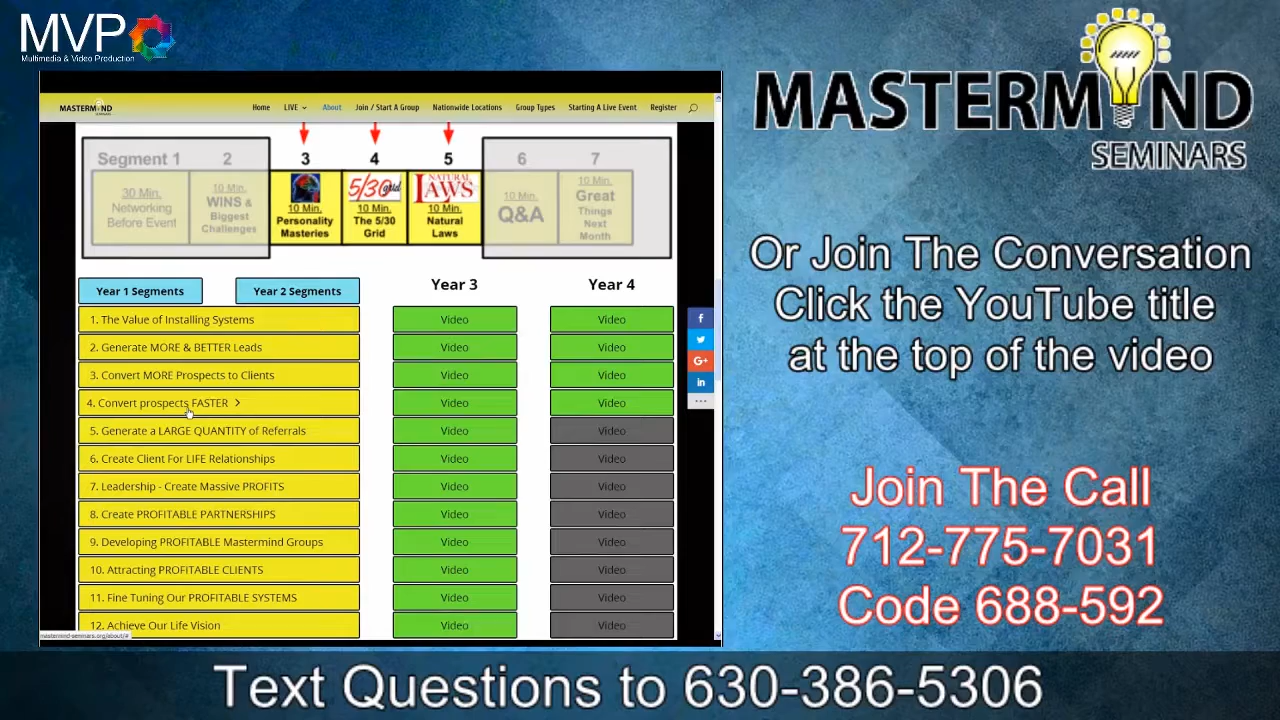 MVP
Multimedia & Video Production
MASTERMIND
SEMINARS
MASTERMIND
SEMINARS
Home LIVE About Join / Start A Group Nationwide Locations Group Types Starting A Live Event Register
Segment 1 2 3 4 5 6 7
30 Min.
Networking
Before Event
10 Min.
WINS &
Biggest
Challenges
10 Min.
Personality
Masteries
5/30 grid
10 Min.
The 5/30
Grid
NATURAL
LAWS
10 Min.
Natural
Laws
10 Min.
Q&A
10 Min.
Great
Things
Next
Month
Year 1 Segments Year 2 Segments Year 3 Year 4
1. The Value of Installing Systems Video Video
2. Generate MORE & BETTER Leads Video Video
3. Convert MORE Prospects to Clients Video Video
4. Convert prospects FASTER > Video Video
5. Generate a LARGE QUANTITY of Referrals Video Video
6. Create Client For LIFE Relationships Video Video
7. Leadership - Create Massive PROFITS Video Video
8. Create PROFITABLE PARTNERSHIPS Video Video
9. Developing PROFITABLE Mastermind Groups Video Video
10. Attracting PROFITABLE CLIENTS Video Video
11. Fine Tuning Our PROFITABLE SYSTEMS Video Video
12. Achieve Our Life Vision Video Video
mastermind-seminars.org/about/#
f
G+
in
Or Join The Conversation
Click the YouTube title
at the top of the video
Join The Call
712-775-7031
Code 688-592
Text Questions to 630-386-5306